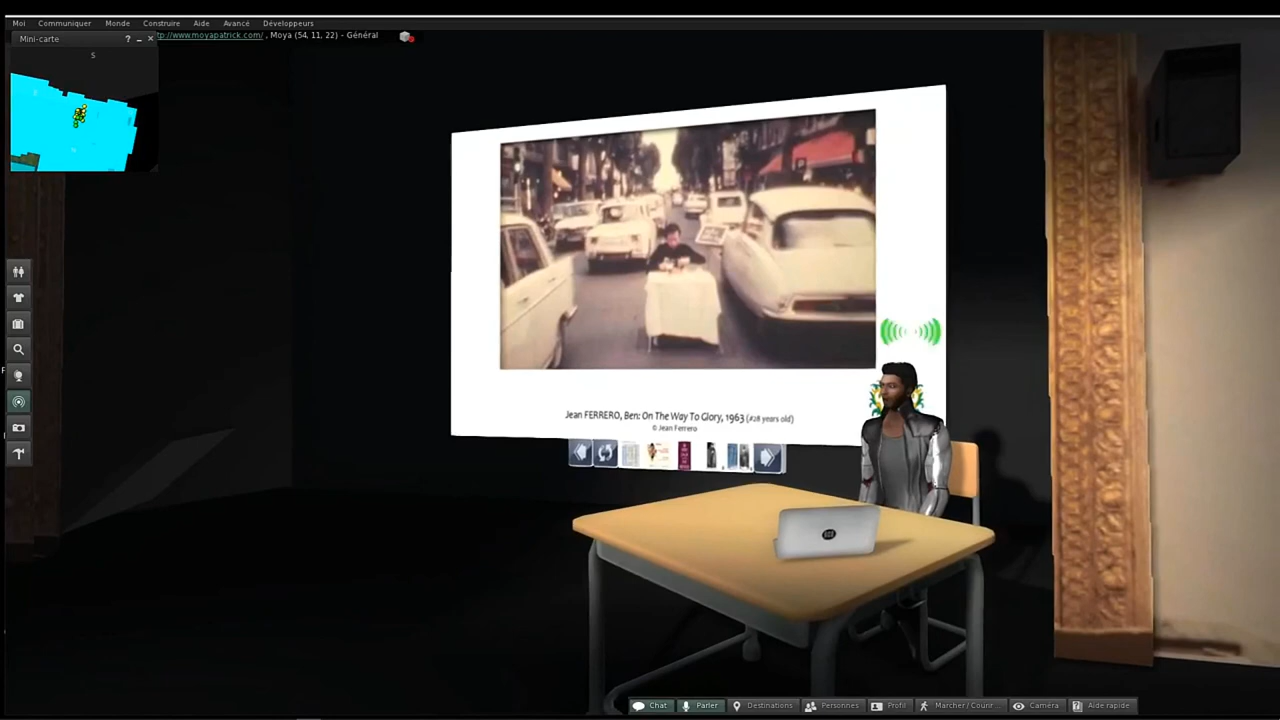 Moi Communiquer Monde Construire Aide Avancé Développeurs
Mini-carte ? tp://www.moyapatrick.com/ , Moya (54, 11, 22) - Général
S
Jean FERRERO, Ben: On The Way To Glory, 1963 (#28 years old)
© Jean Ferrero
Chat Parler Destinations Personnes Profil Marcher / Courir... Caméra Aide rapide